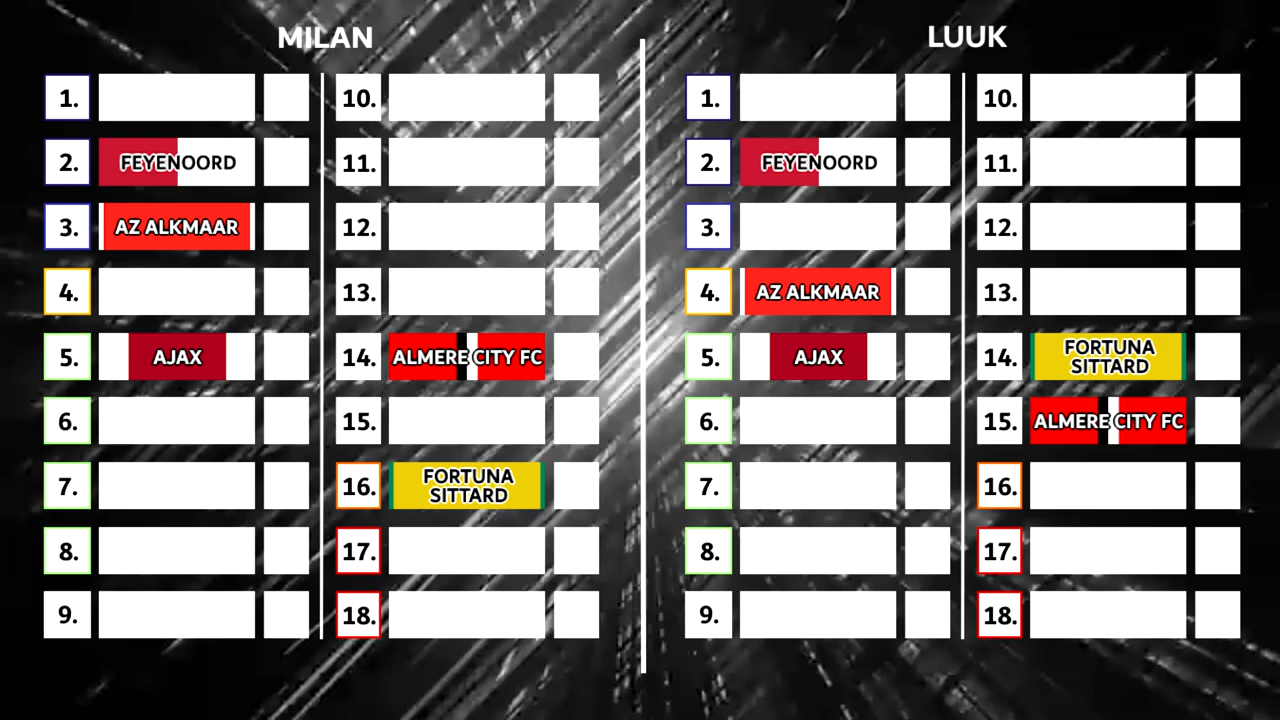 MILAN
1.
2. FEYENOORD
3. AZ ALKMAAR
4.
5. AJAX
6.
7.
8.
9.
10.
11.
12.
13.
14. ALMERE CITY FC
15.
16. FORTUNA
SITTARD
17.
18.
LUUK
1.
2. FEYENOORD
3.
4. AZ ALKMAAR
5. AJAX
6.
7.
8.
9.
10.
11.
12.
13.
14. FORTUNA
SITTARD
15. ALMERE CITY FC
16.
17.
18.